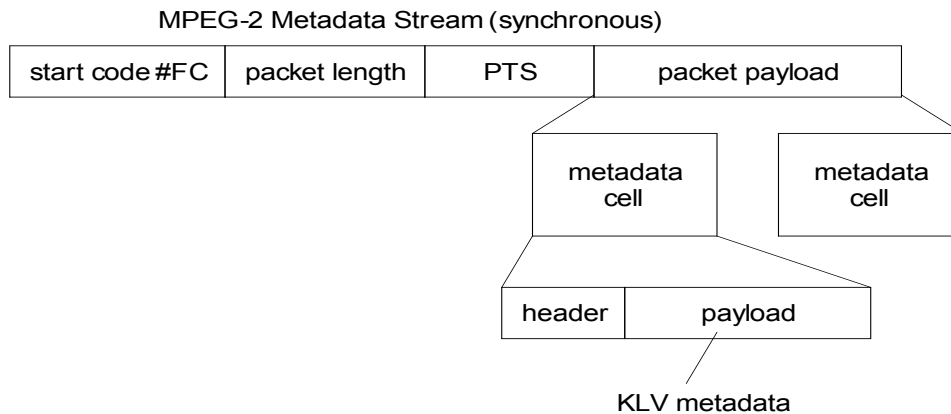 MPEG-2 Metadata Stream (synchronous)
start code #FC packet length PTS packet payload
metadata cell
metadata cell
header payload
KLV metadata